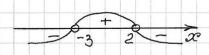 +
- -3 2 - x